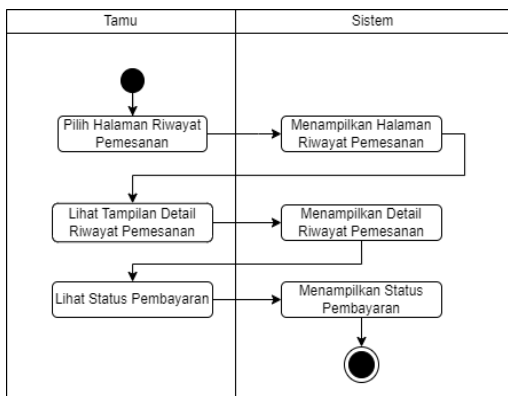 Tamu
Sistem
Pilih Halaman Riwayat
Pemesanan
Menampilkan Halaman
Riwayat Pemesanan
Lihat Tampilan Detail
Riwayat Pemesanan
Menampilkan Detail
Riwayat Pemesanan
Lihat Status Pembayaran
Menampilkan Status
Pembayaran